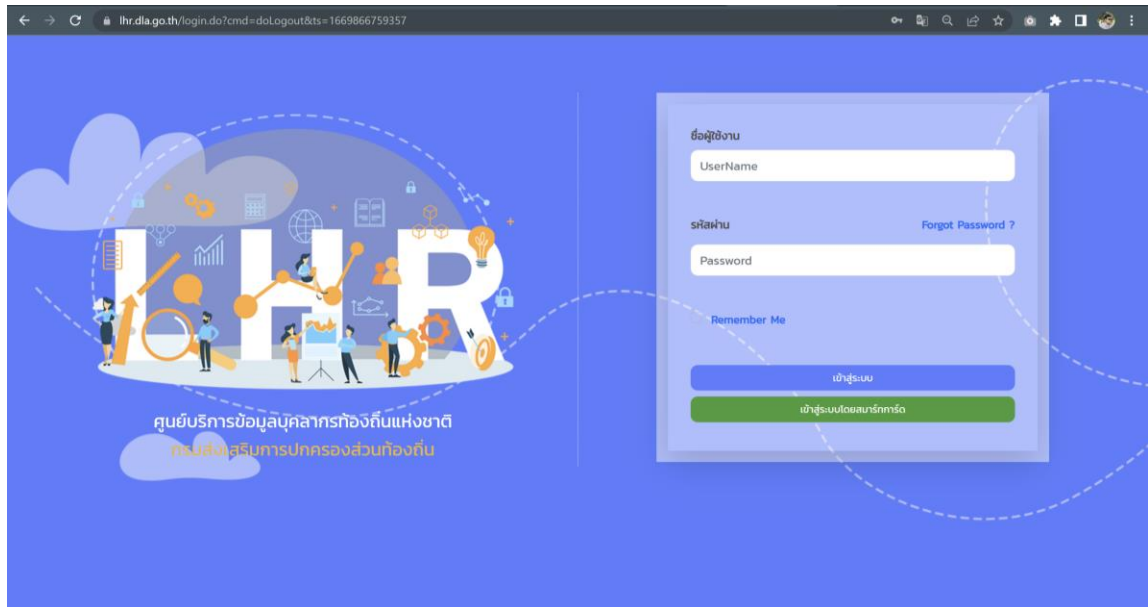 lhr.dla.go.th/login.do?cmd=doLogout&ts=1669866759357
LHR
ศูนย์บริการข้อมูลบุคลากรท้องถิ่นแห่งชาติ
กรมส่งเสริมการปกครองส่วนท้องถิ่น
ชื่อผู้ใช้งาน
UserName
รหัสผ่าน Forgot Password ?
Password
Remember Me
เข้าสู่ระบบ
เข้าสู่ระบบโดยสมาร์ทการ์ด